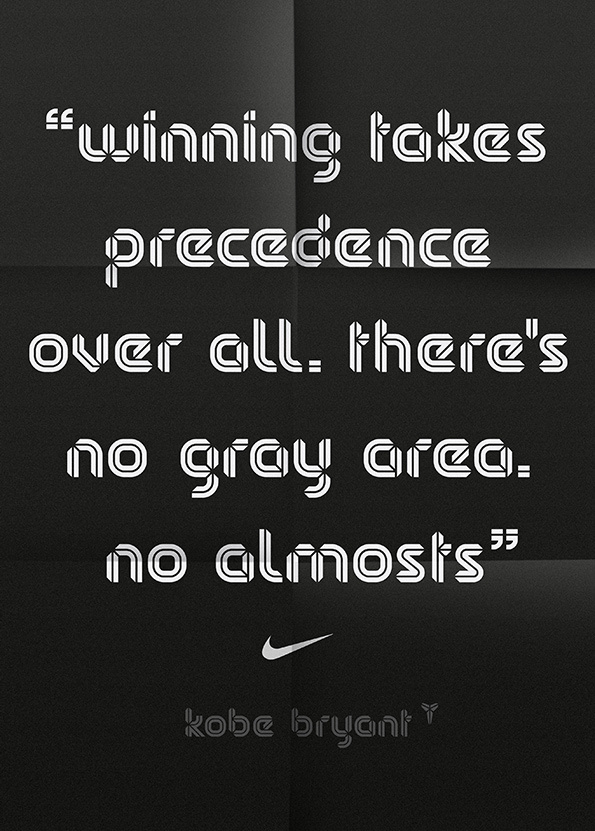 “winning takes
precedence
over all. there's
no gray area.
no almosts”
kobe bryant